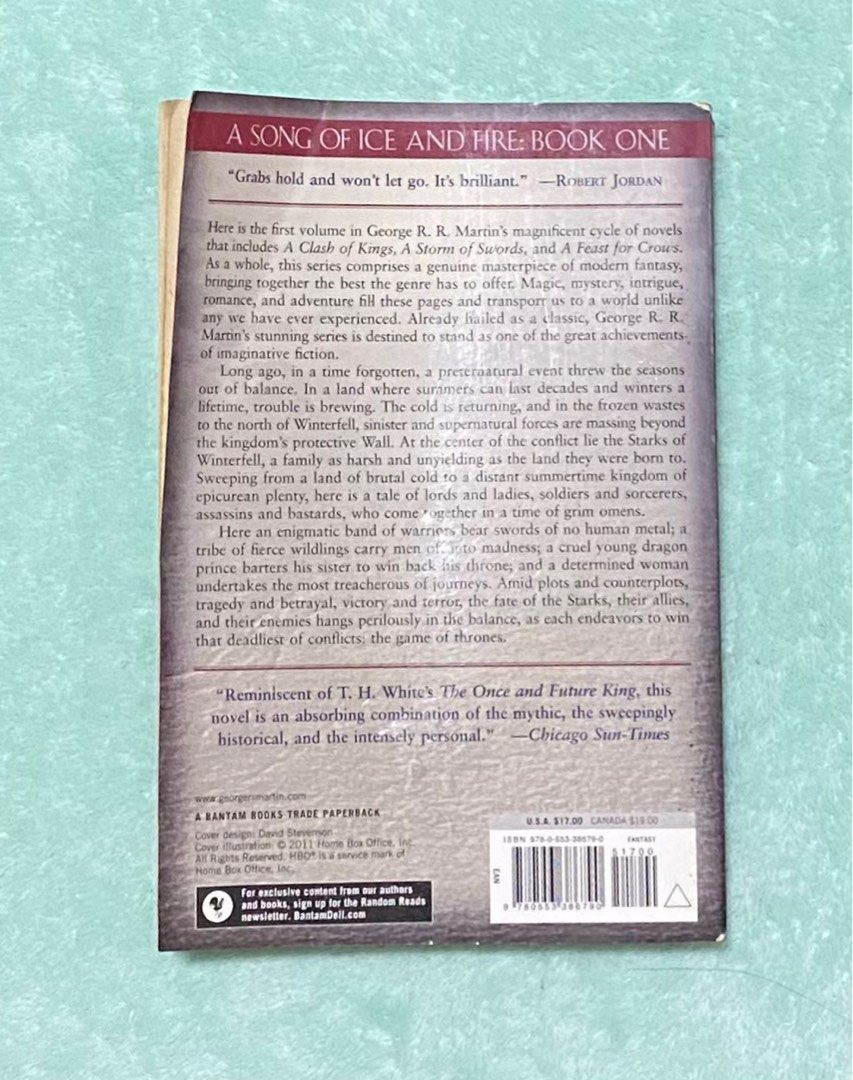 A SONG OF ICE AND FIRE: BOOK ONE
"Grabs hold and won't let go. It's brilliant." —ROBERT JORDAN
Here is the first volume in George R. R. Martin's magnificent cycle of novels
that includes A Clash of Kings, A Storm of Swords, and A Feast for Crows.
As a whole, this series comprises a genuine masterpiece of modern fantasy,
bringing together the best the genre has to offer. Magic, mystery, intrigue,
romance, and adventure fill these pages and transport us to a world unlike
any we have ever experienced. Already hailed as a classic, George R. R.
Martin's stunning series is destined to stand as one of the great achievements
of imaginative fiction.
Long ago, in a time forgotten, a preternatural event threw the seasons
out of balance. In a land where summers can last decades and winters a
lifetime, trouble is brewing. The cold is returning, and in the frozen wastes
to the north of Winterfell, sinister and supernatural forces are massing beyond
the kingdom's protective Wall. At the center of the conflict lie the Starks of
Winterfell, a family as harsh and unyielding as the land they were born to.
Sweeping from a land of brutal cold to a distant summertime kingdom of
epicurean plenty, here is a tale of lords and ladies, soldiers and sorcerers,
assassins and bastards, who come together in a time of grim omens.
Here an enigmatic band of warriors bear swords of no human metal; a
tribe of fierce wildlings carry men off into madness; a cruel young dragon
prince barters his sister to win back his throne; and a determined woman
undertakes the most treacherous of journeys. Amid plots and counterplots,
tragedy and betrayal, victory and terror, the fate of the Starks, their allies,
and their enemies hangs perilously in the balance, as each endeavors to win
that deadliest of conflicts: the game of thrones.
"Reminiscent of T. H. White's The Once and Future King, this
novel is an absorbing combination of the mythic, the sweepingly
historical, and the intensely personal." —Chicago Sun-Times
www.georgerrmartin.com
A BANTAM BOOKS TRADE PAPERBACK
Cover design: David Stevenson
Cover illustration: © 2011 Home Box Office, Inc.
All Rights Reserved. HBO® is a service mark of
Home Box Office, Inc.
For exclusive content from our authors
and books, sign up for the Random Reads
newsletter. BantamDell.com
U.S.A. $17.00 CANADA $19.00
ISBN 978-0-553-38679-0 FANTASY
51700
EAN
9 780553 386790